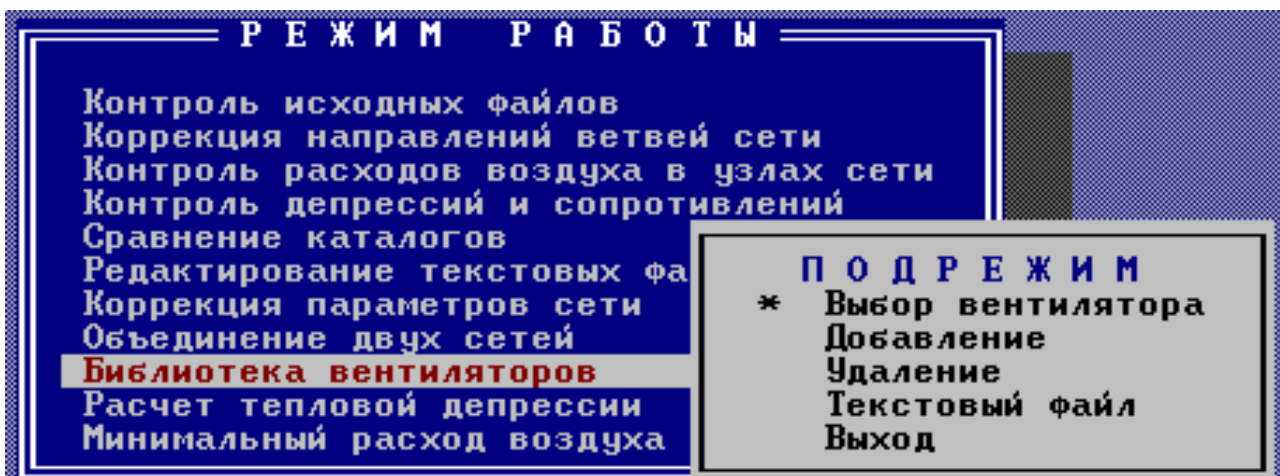 РЕЖИМ РАБОТЫ
Контроль исходных файлов
Коррекция направлений ветвей сети
Контроль расходов воздуха в узлах сети
Контроль депрессий и сопротивлений
Сравнение каталогов
Редактирование текстовых фа
Коррекция параметров сети
Объединение двух сетей
Библиотека вентиляторов
Расчет тепловой депрессии
Минимальный расход воздуха
ПОДРЕЖИМ
* Выбор вентилятора
Добавление
Удаление
Текстовый файл
Выход